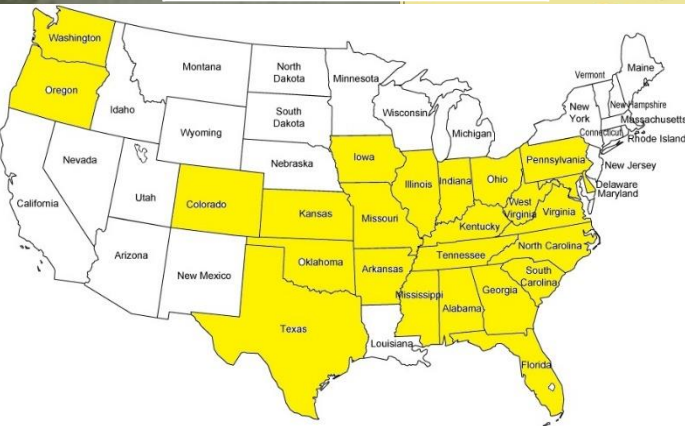 Washington
Oregon
Montana
Idaho
North
Dakota
Minnesota
South
Dakota
Wyoming
Wisconsin
Michigan
Vermont
Maine
New
York
New Hampshire
Massachusetts
Connecticut
Rhode Island
Nebraska
Iowa
Nevada
Utah
California
Colorado
Kansas
Missouri
Illinois
Indiana
Ohio
Pennsylvania
New Jersey
Delaware
Maryland
West
Virginia
Virginia
Kentucky
Arizona
New Mexico
Oklahoma
Arkansas
Tennessee
North Carolina
South
Carolina
Mississippi
Alabama
Georgia
Texas
Louisiana
Florida